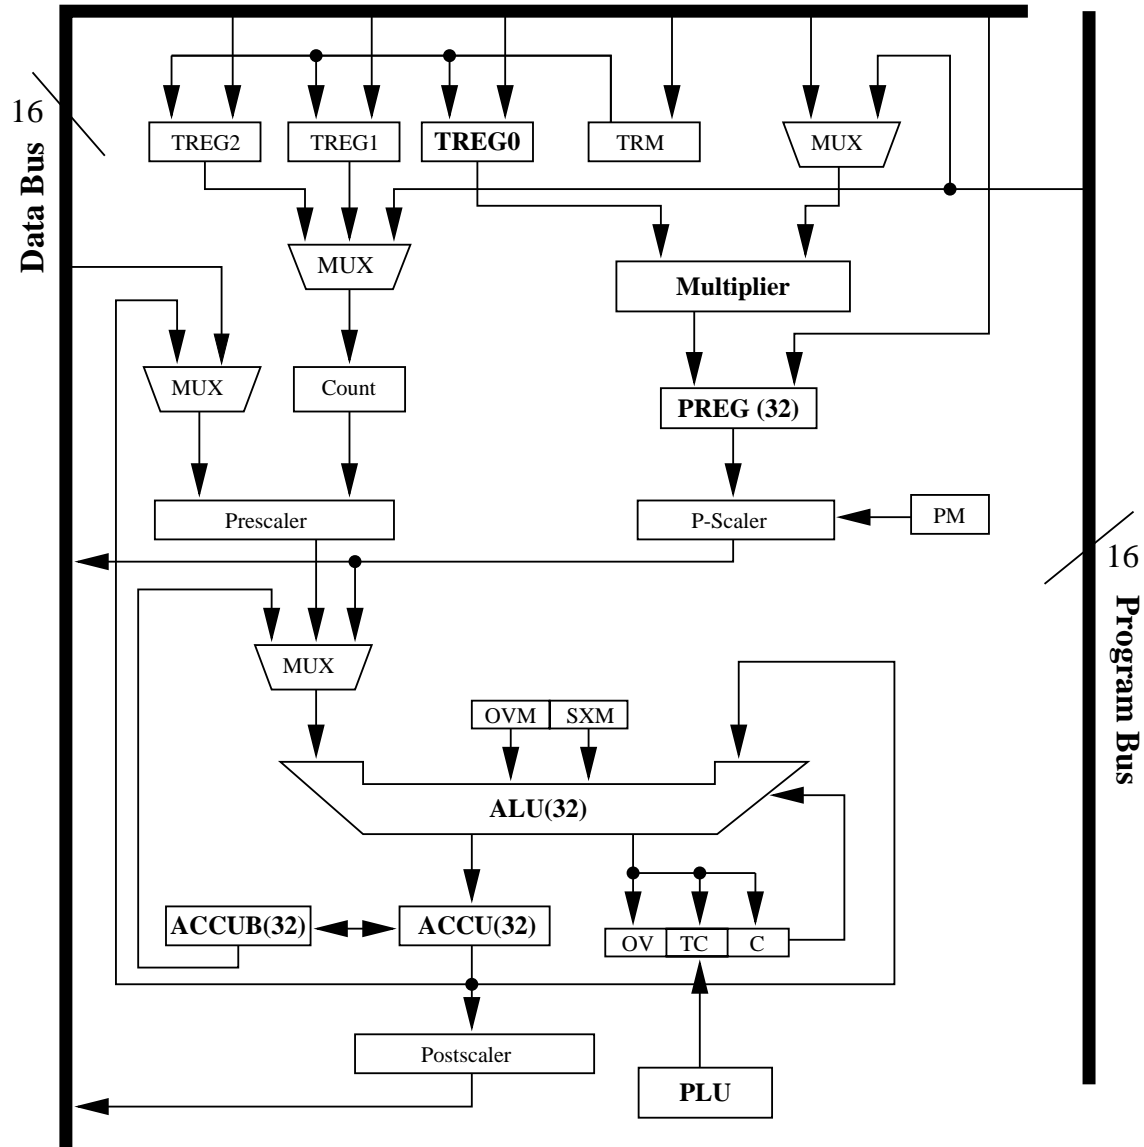 16
Data Bus
TREG2
TREG1
TREG0
TRM
MUX
MUX
Multiplier
MUX
Count
PREG (32)
Prescaler
P-Scaler
PM
16
Program Bus
MUX
OVM
SXM
ALU(32)
ACCUB(32)
ACCU(32)
OV
TC
C
Postscaler
PLU